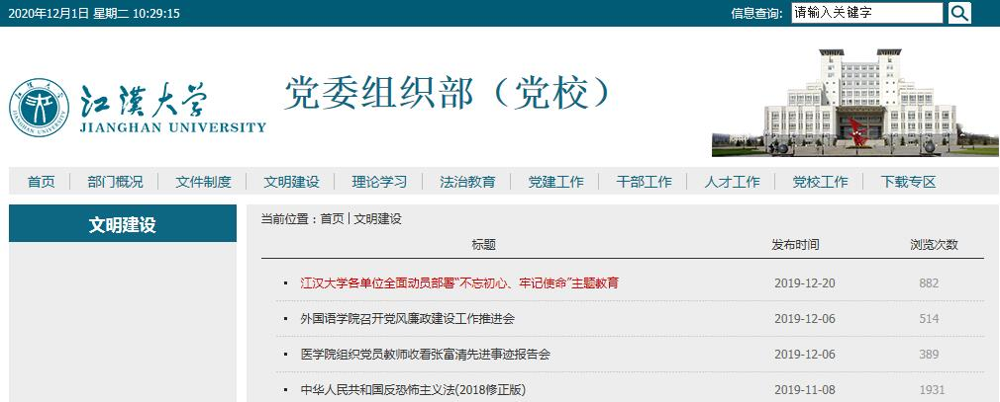 2020年12月1日 星期二 10:29:15
信息查询:
请输入关键字
江汉大学
JIANGHAN UNIVERSITY
党委组织部（党校）
首页 部门概况 文件制度 文明建设 理论学习 法治教育 党建工作 干部工作 人才工作 党校工作 下载专区
文明建设
当前位置：首页 | 文明建设
标题 发布时间 浏览次数
江汉大学各单位全面动员部署“不忘初心、牢记使命”主题教育 2019-12-20 882
外国语学院召开党风廉政建设工作推进会 2019-12-06 514
医学院组织党员教师收看张富清先进事迹报告会 2019-12-06 389
中华人民共和国反恐怖主义法(2018修正版) 2019-11-08 1931